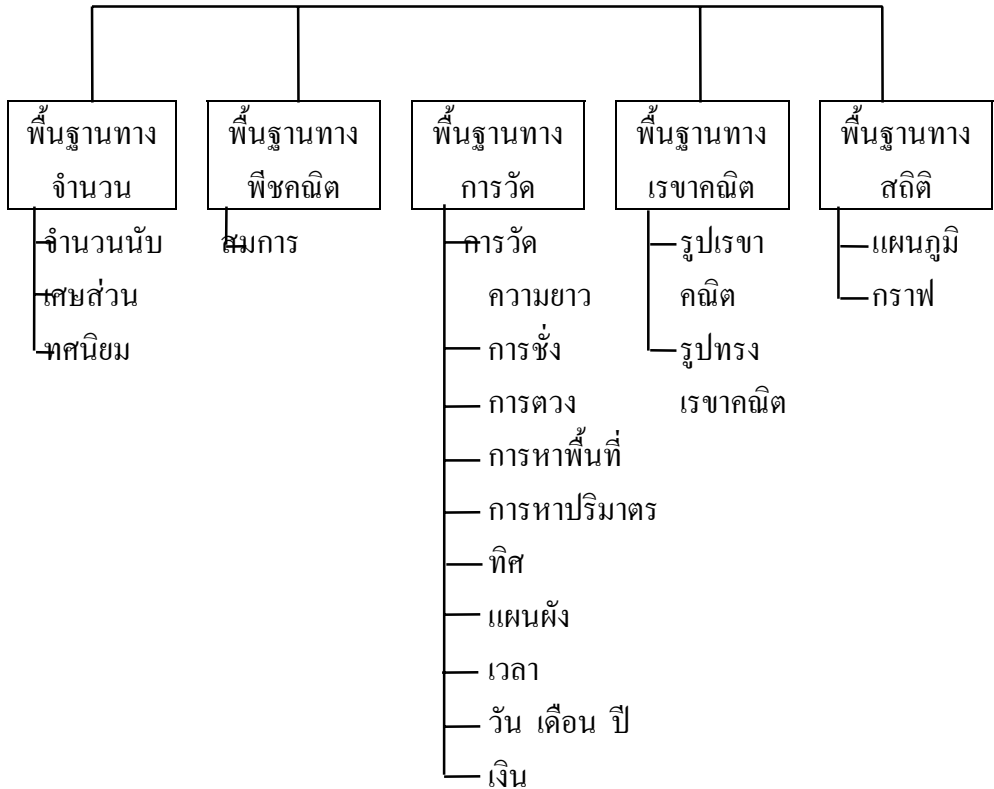 พื้นฐานทาง
จำนวน
จำนวนนับ
เศษส่วน
ทศนิยม
พื้นฐานทาง
พีชคณิต
สมการ
พื้นฐานทาง
การวัด
การวัด
ความยาว
การชั่ง
การตวง
การหาพื้นที่
การหาปริมาตร
ทิศ
แผนผัง
เวลา
วัน เดือน ปี
เงิน
พื้นฐานทาง
เรขาคณิต
รูปเรขา
คณิต
รูปทรง
เรขาคณิต
พื้นฐานทาง
สถิติ
แผนภูมิ
กราฟ